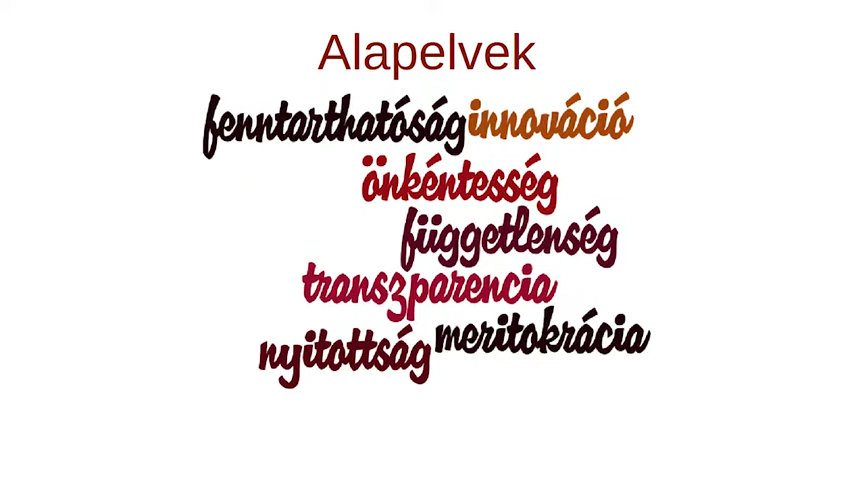 Alapelvek
fenntarthatóság innováció
önkéntesség
függetlenség
transzparencia
nyitottság meritokrácia